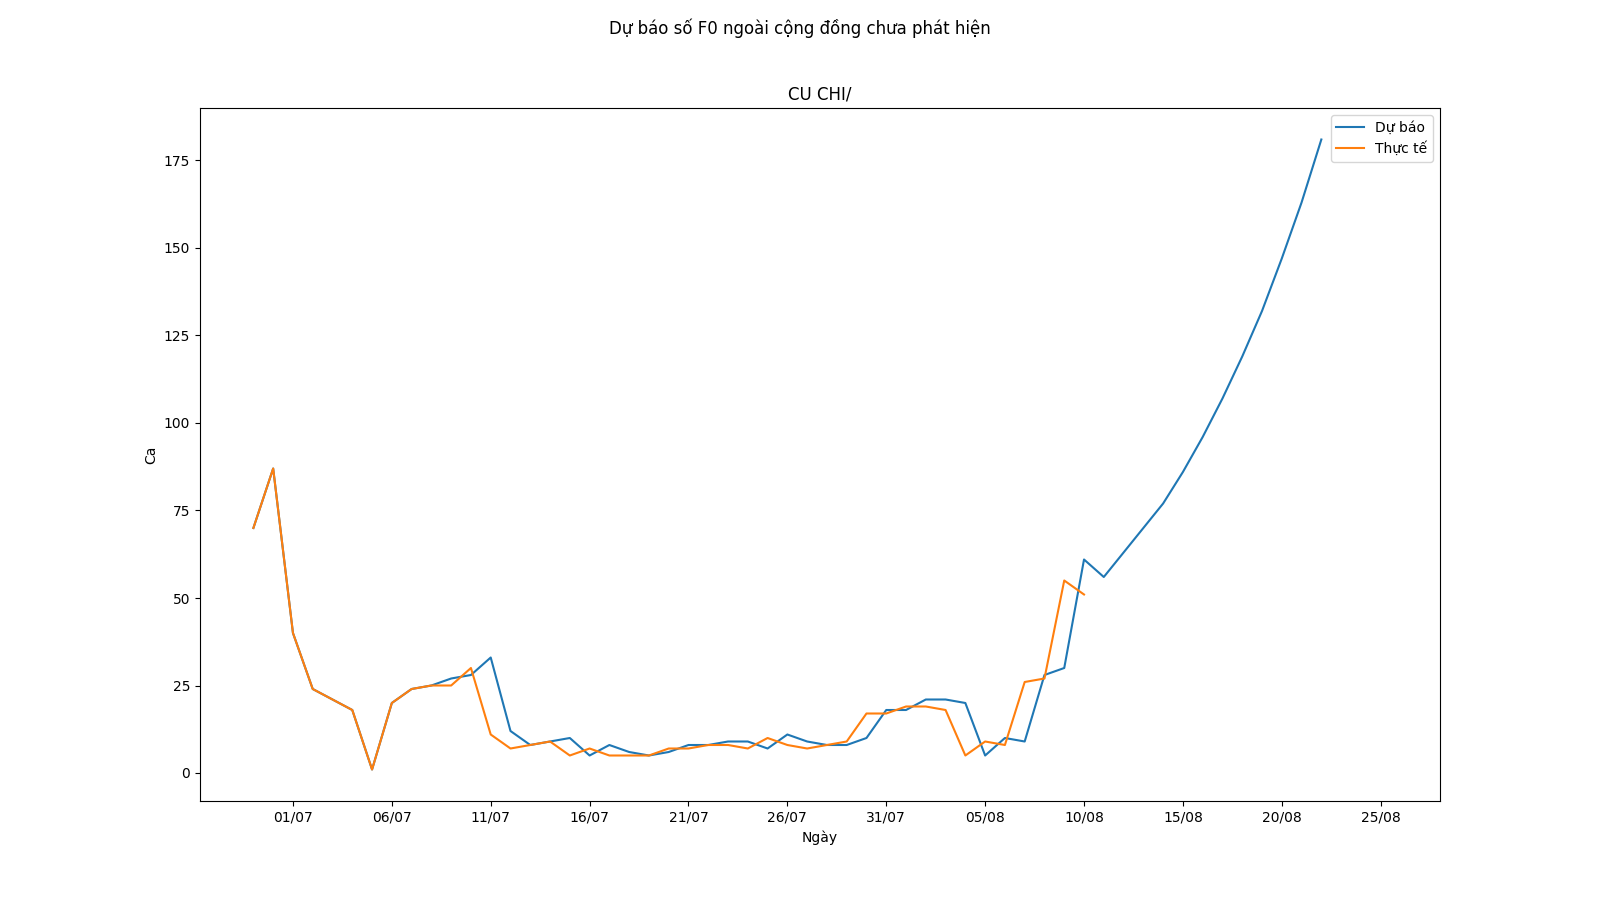 Dự báo số F0 ngoài cộng đồng chưa phát hiện
CU CHI/
Dự báo
Thực tế
175
150
125
100
75
50
25
0
Ca
01/07 06/07 11/07 16/07 21/07 26/07 31/07 05/08 10/08 15/08 20/08 25/08
Ngày